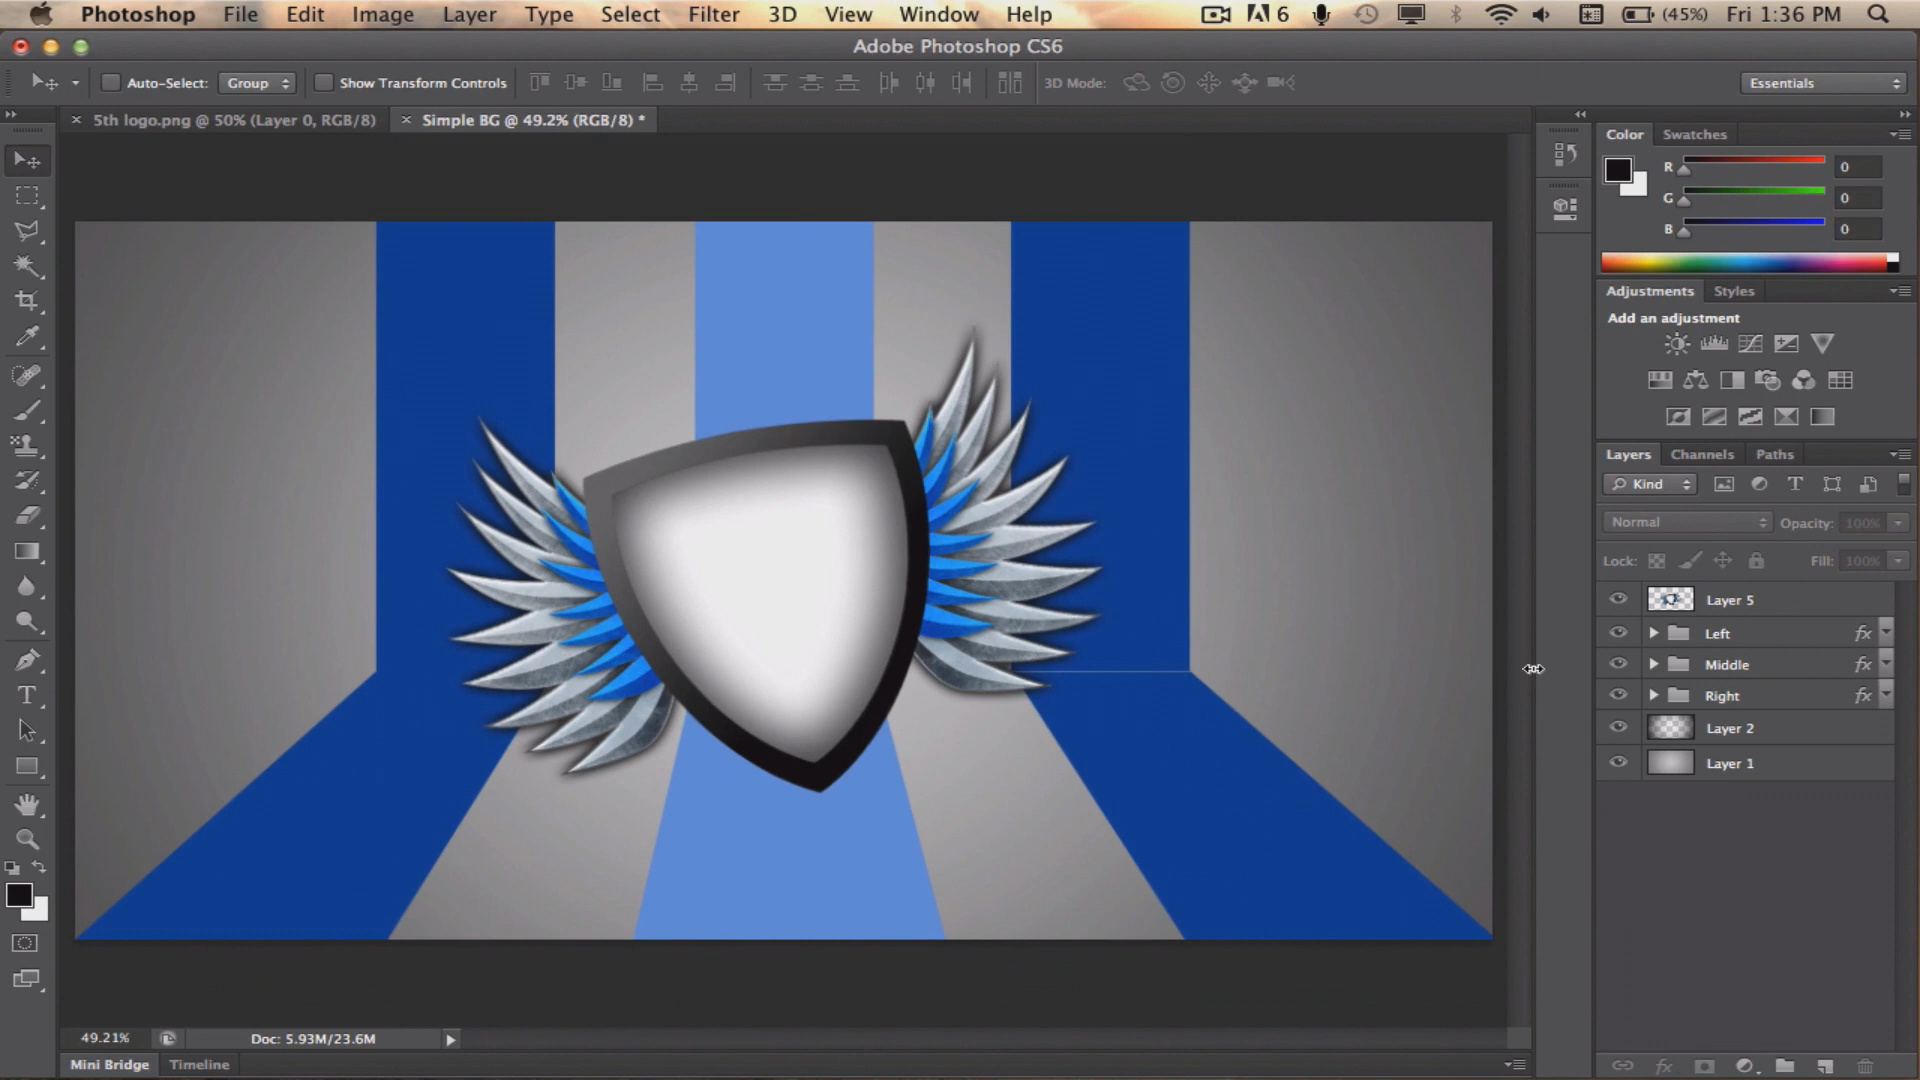 Photoshop File Edit Image Layer Type Select Filter 3D View Window Help 6 (45%) Fri 1:36 PM
Adobe Photoshop CS6
Auto-Select: Group Show Transform Controls 3D Mode: Essentials
5th logo.png @ 50% (Layer 0, RGB/8) Simple BG @ 49.2% (RGB/8) *
Color Swatches
R 0
G 0
B 0
Adjustments Styles
Add an adjustment
Layers Channels Paths
Kind
Normal Opacity: 100%
Lock: Fill: 100%
Layer 5
Left fx
Middle fx
Right fx
Layer 2
Layer 1
49.21% Doc: 5.93M/23.6M
Mini Bridge Timeline fx